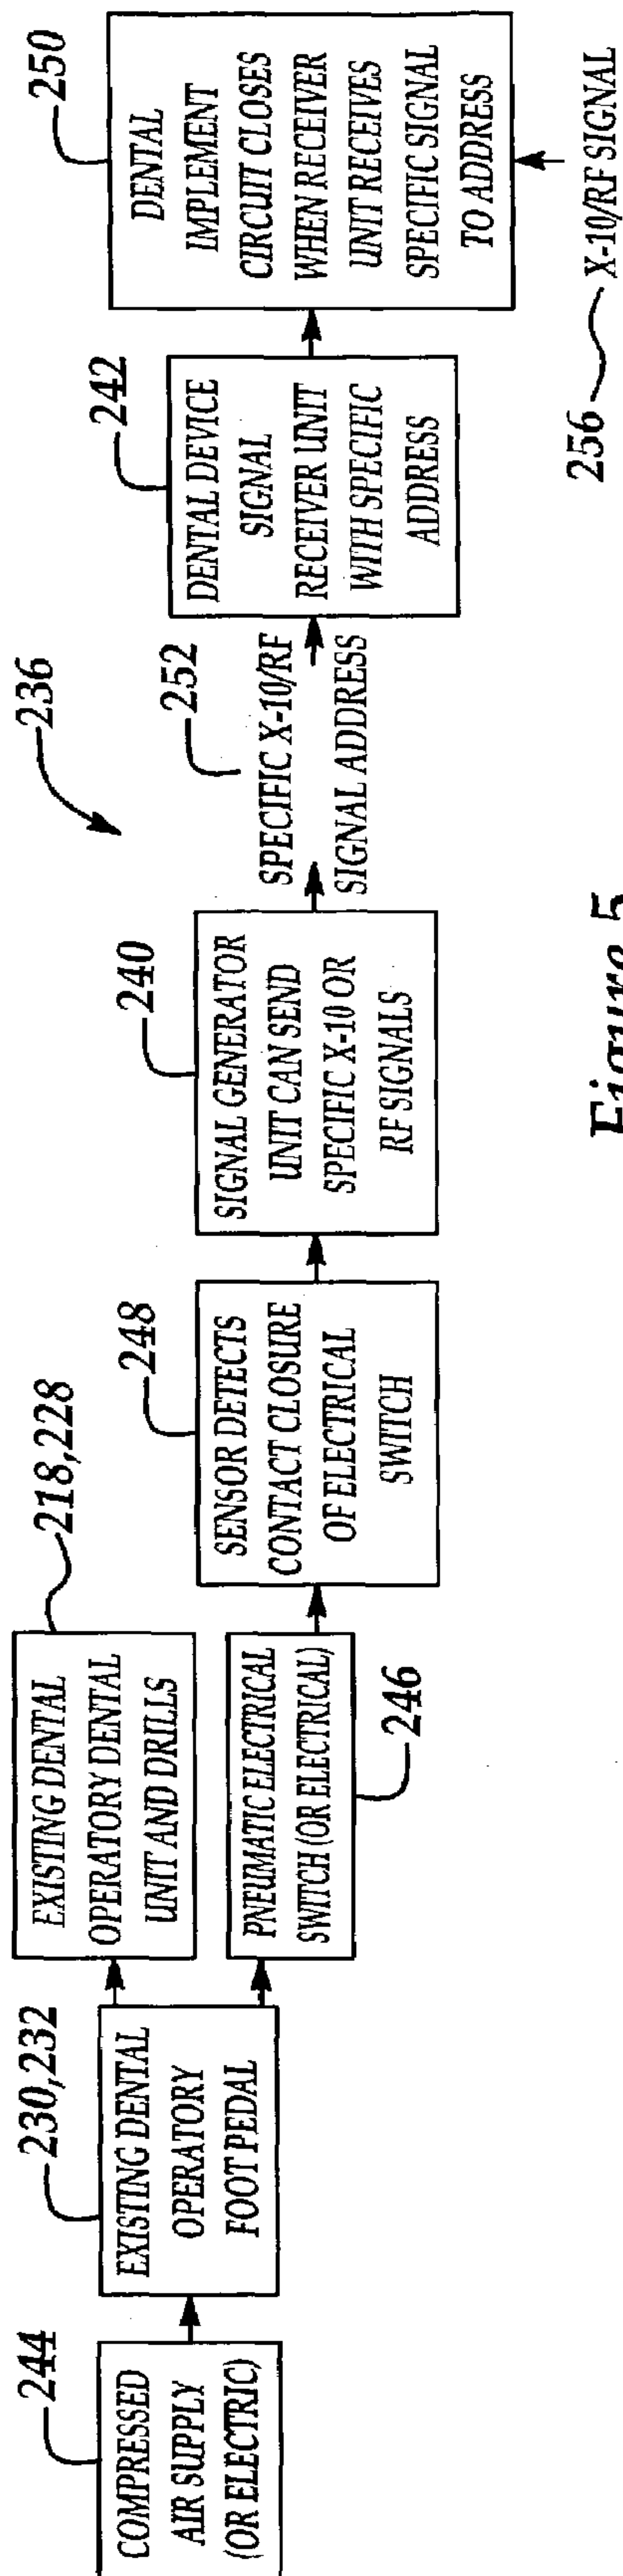 244
COMPRESSED
AIR SUPPLY
(OR ELECTRIC)
230,232
EXISTING DENTAL
OPERATORY
FOOT PEDAL
218,228
EXISTING DENTAL
OPERATORY DENTAL
UNIT AND DRILLS
PNEUMATIC ELECTRICAL
SWITCH (OR ELECTRICAL)
246
248
SENSOR DETECTS
CONTACT CLOSURE
OF ELECTRICAL
SWITCH
240
SIGNAL GENERATOR
UNIT CAN SEND
SPECIFIC X-10 OR
RF SIGNALS
236
252
SPECIFIC X-10/RF
SIGNAL ADDRESS
242
DENTAL DEVICE
SIGNAL
RECEIVER UNIT
WITH SPECIFIC
ADDRESS
250
DENTAL
IMPLEMENT
CIRCUIT CLOSES
WHEN RECEIVER
UNIT RECEIVES
SPECIFIC SIGNAL
TO ADDRESS
256
X-10/RF SIGNAL
Figure 5